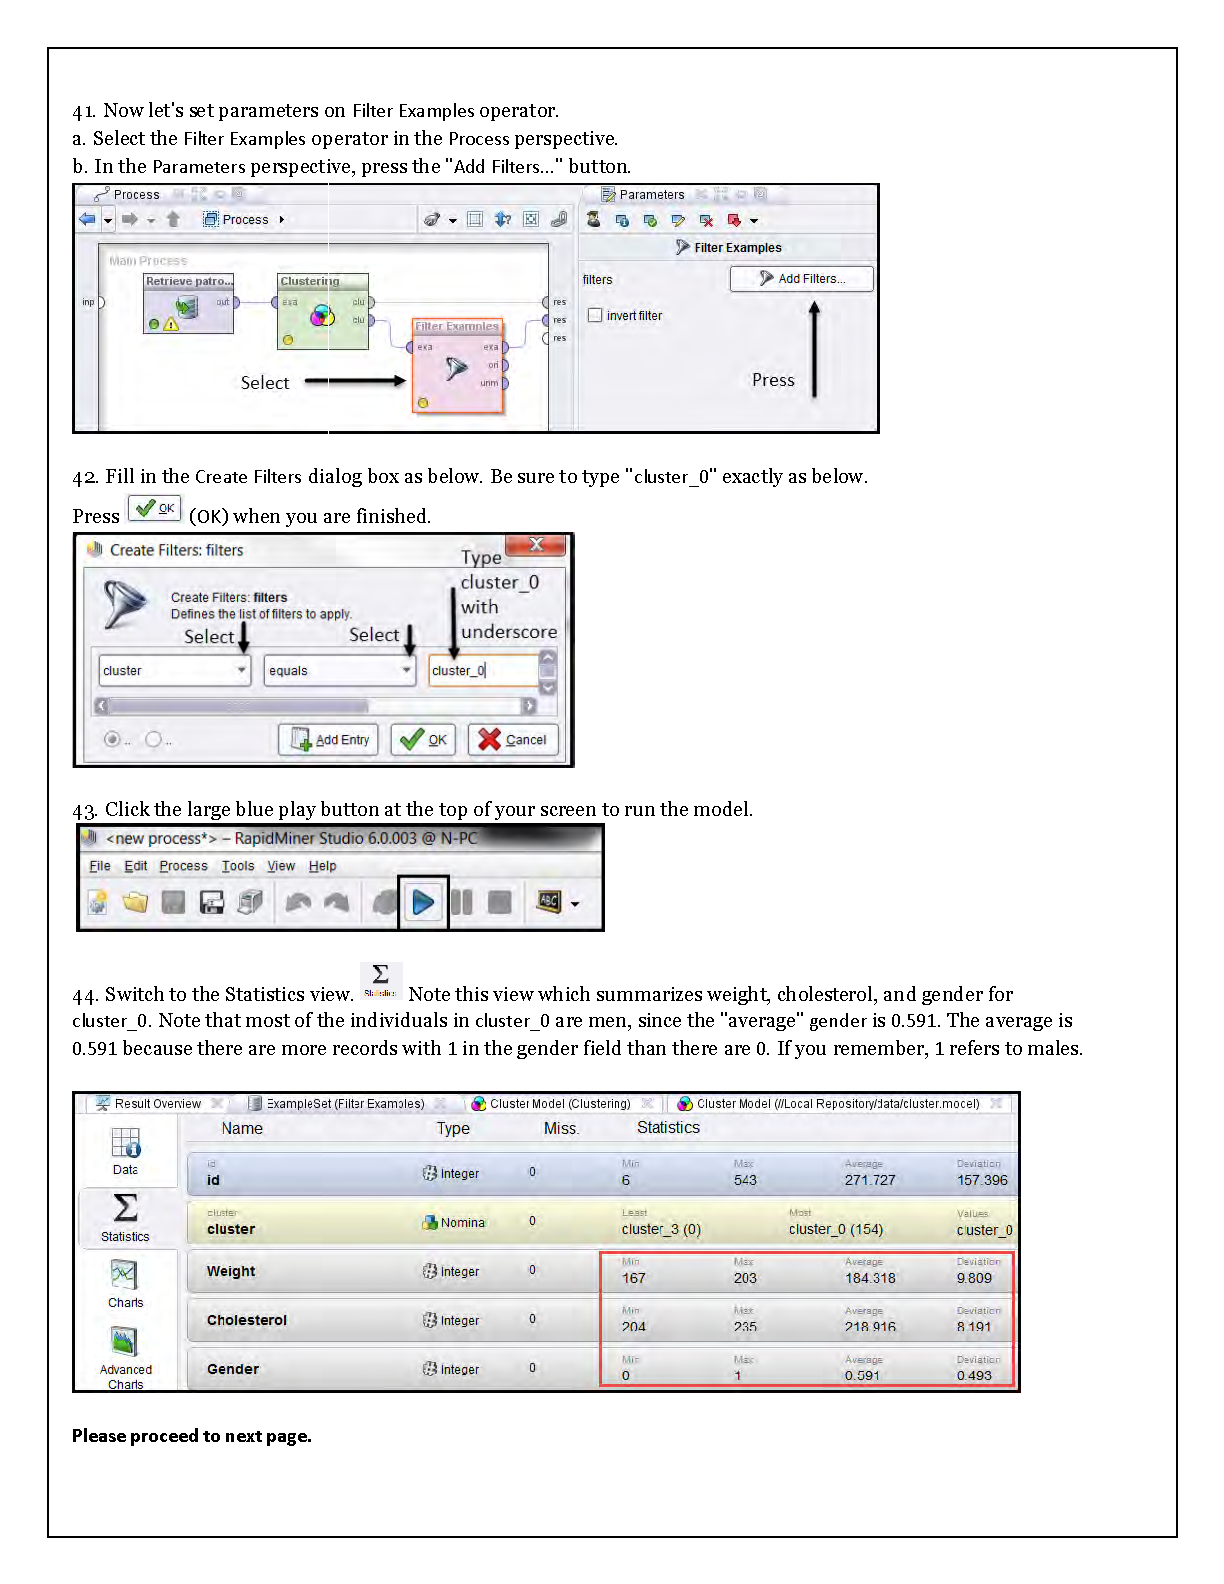 41. Now let's set parameters on Filter Examples operator.
a. Select the Filter Examples operator in the Process perspective.
b. In the Parameters perspective, press the "Add Filters..." button.
Process
Parameters
Process
Filter Examples
Main Process
Retrieve patro...
Clustering
filters
Add Filters...
inp
out
exa
clu
res
invert filter
clu
Filter Examples
res
res
exa
exa
ori
unm
Select
Press
42. Fill in the Create Filters dialog box as below. Be sure to type "cluster_0" exactly as below.
Press OK (OK) when you are finished.
Create Filters: filters
Type
cluster_0
with
underscore
Create Filters: filters
Defines the list of filters to apply.
Select
Select
cluster
equals
cluster_0
..
..
Add Entry
OK
Cancel
43. Click the large blue play button at the top of your screen to run the model.
<new process*> – RapidMiner Studio 6.0.003 @ N-PC
File Edit Process Tools View Help
ABC
44. Switch to the Statistics view. Σ Statistics Note this view which summarizes weight, cholesterol, and gender for
cluster_0. Note that most of the individuals in cluster_0 are men, since the "average" gender is 0.591. The average is
0.591 because there are more records with 1 in the gender field than there are 0. If you remember, 1 refers to males.
Result Overview
ExampleSet (Filter Examples)
Cluster Model (Clustering)
Cluster Model (//Local Repository/data/cluster.mocel)
Name Type Miss. Statistics
Data
Σ
Statistics
Charts
Advanced
Charts
id
id Integer 0
Min Max Average Deviation
6 543 271.727 157.396
cluster
cluster Nomina 0
Least Most Values
cluster_3 (0) cluster_0 (154) cluster_0
Weight Integer 0
Min Max Average Deviation
167 203 184.318 9.809
Cholesterol Integer 0
Min Max Average Deviation
204 235 218.916 8.191
Gender Integer 0
Min Max Average Deviation
0 1 0.591 0.493
Please proceed to next page.